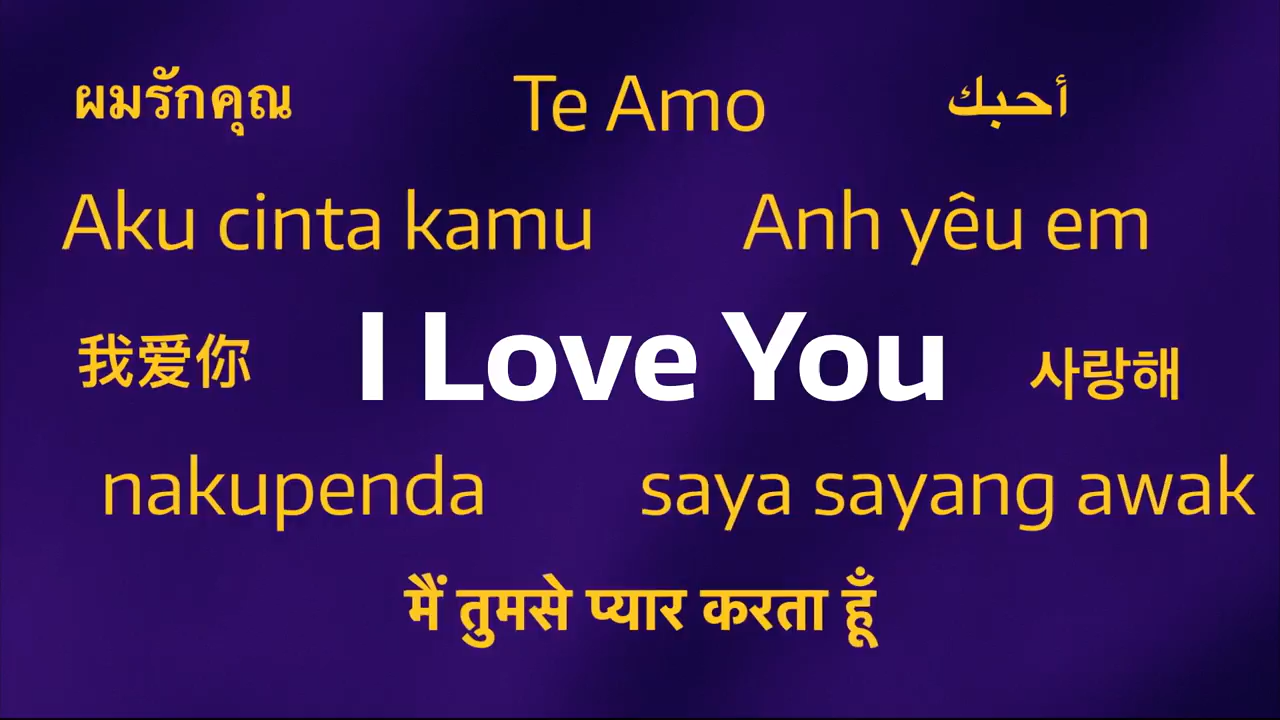 ผมรักคุณ
Te Amo
أحبك
Aku cinta kamu
Anh yêu em
我爱你
I Love You
사랑해
nakupenda
saya sayang awak
मैं तुमसे प्यार करता हूँ